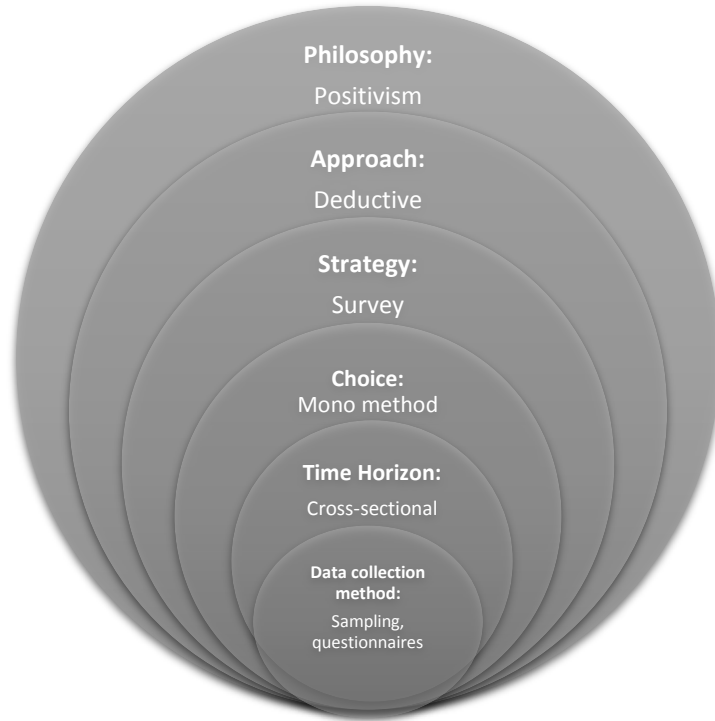 Philosophy:
Positivism
Approach:
Deductive
Strategy:
Survey
Choice:
Mono method
Time Horizon:
Cross-sectional
Data collection
method:
Sampling,
questionnaires